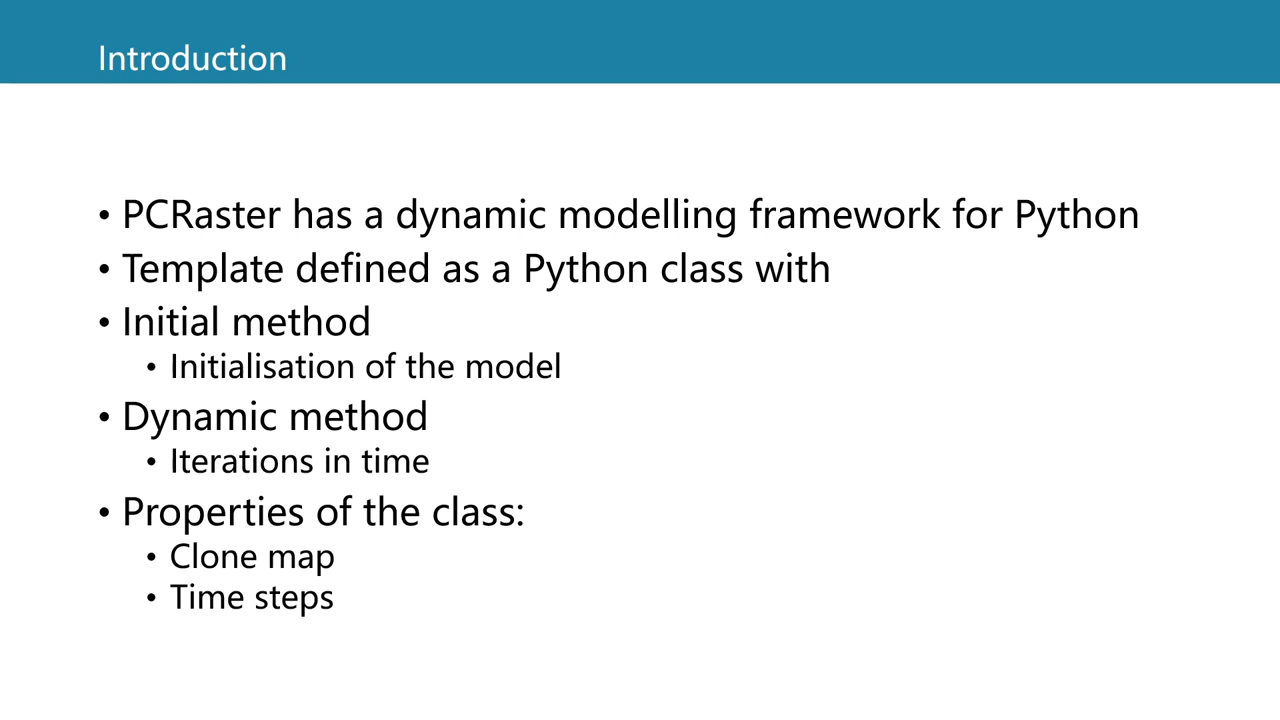 Introduction
• PCRaster has a dynamic modelling framework for Python
• Template defined as a Python class with
• Initial method
• Initialisation of the model
• Dynamic method
• Iterations in time
• Properties of the class:
• Clone map
• Time steps